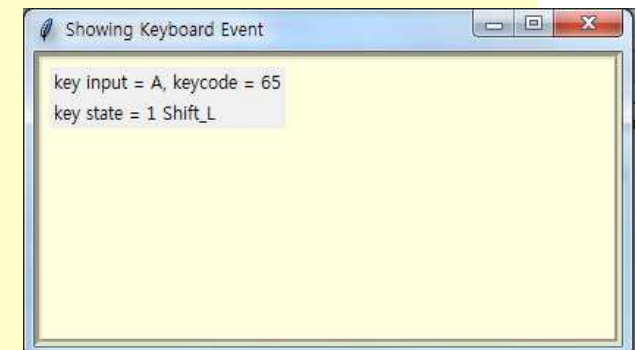 Showing Keyboard Event
key input = A, keycode = 65
key state = 1 Shift_L